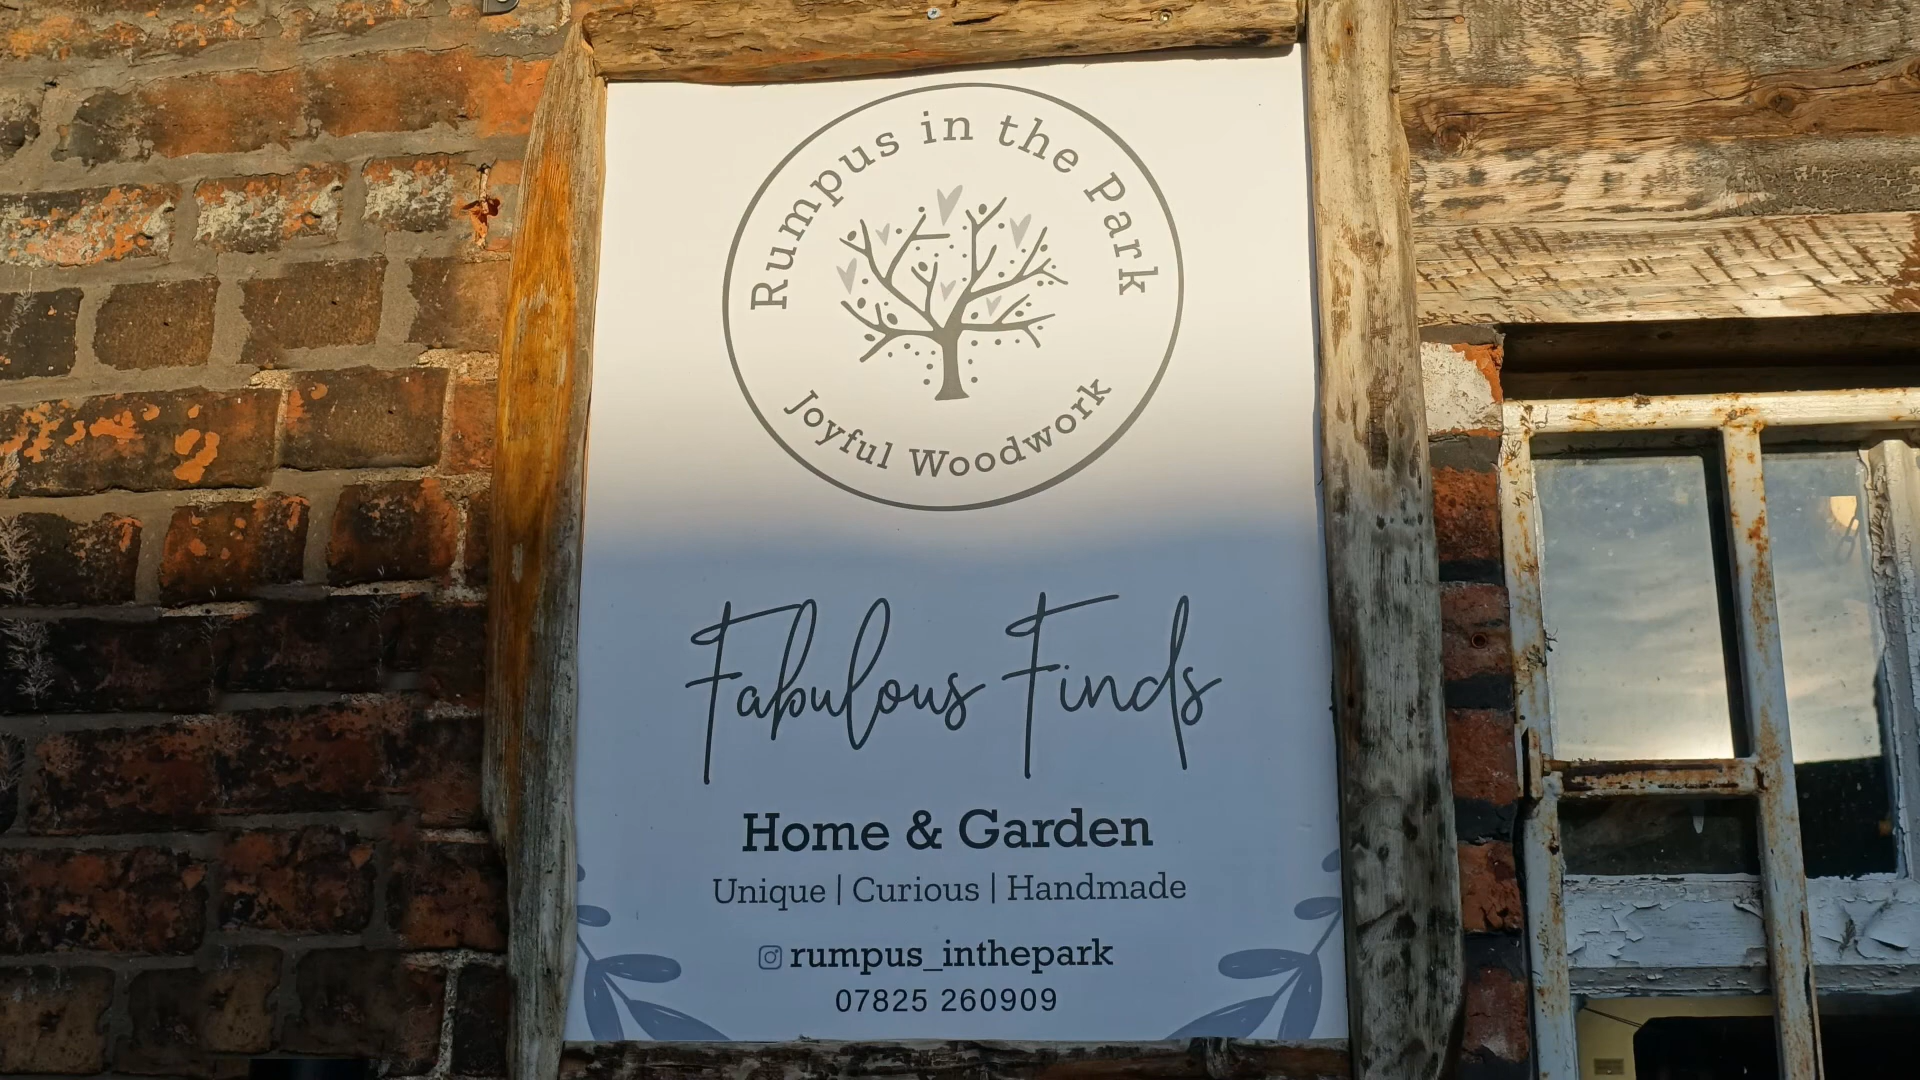 Rumpus in the Park
Joyful Woodwork
Fabulous Finds
Home & Garden
Unique | Curious | Handmade
rumpus_inthepark
07825 260909